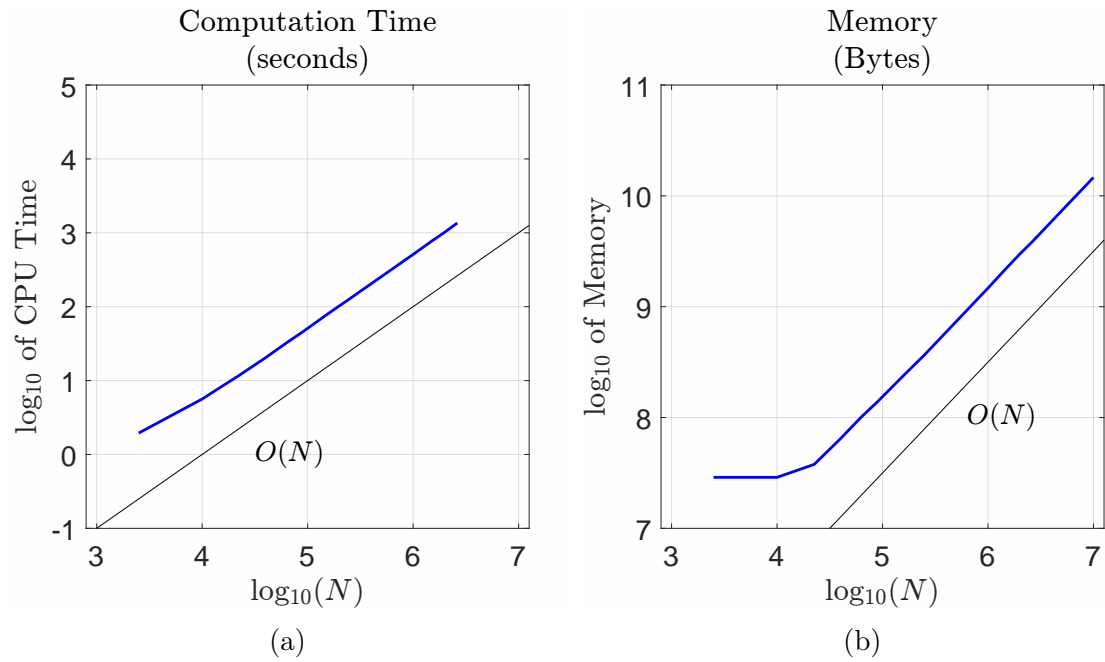 Computation Time
(seconds)
5
4
3
2
1
0
-1
log₁₀ of CPU Time
O(N)
3 4 5 6 7
log₁₀(N)
(a)
Memory
(Bytes)
11
10
9
8
7
log₁₀ of Memory
O(N)
3 4 5 6 7
log₁₀(N)
(b)